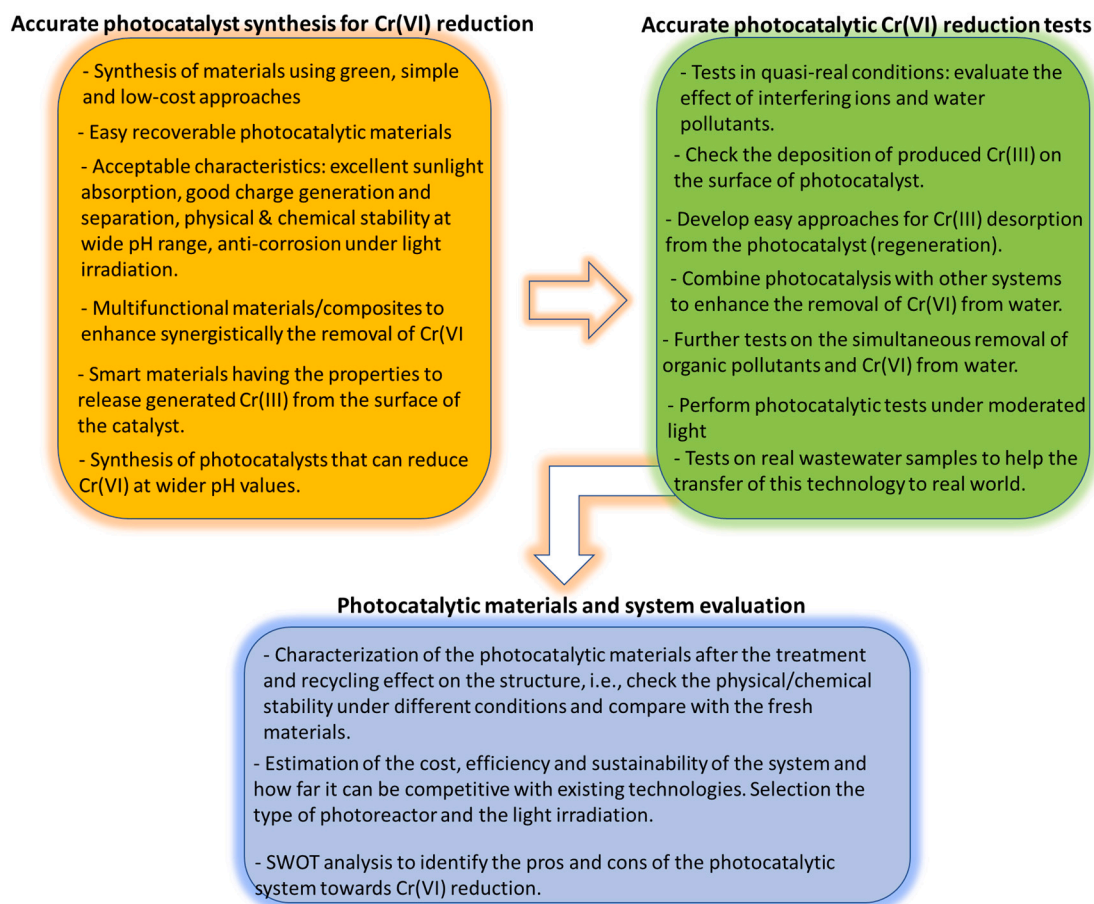 Accurate photocatalyst synthesis for Cr(VI) reduction
- Synthesis of materials using green, simple
and low-cost approaches
- Easy recoverable photocatalytic materials
- Acceptable characteristics: excellent sunlight
absorption, good charge generation and
separation, physical & chemical stability at
wide pH range, anti-corrosion under light
irradiation.
- Multifunctional materials/composites to
enhance synergistically the removal of Cr(VI
- Smart materials having the properties to
release generated Cr(III) from the surface of
the catalyst.
- Synthesis of photocatalysts that can reduce
Cr(VI) at wider pH values.
Accurate photocatalytic Cr(VI) reduction tests
- Tests in quasi-real conditions: evaluate the
effect of interfering ions and water
pollutants.
- Check the deposition of produced Cr(III) on
the surface of photocatalyst.
- Develop easy approaches for Cr(III) desorption
from the photocatalyst (regeneration).
- Combine photocatalysis with other systems
to enhance the removal of Cr(VI) from water.
- Further tests on the simultaneous removal of
organic pollutants and Cr(VI) from water.
- Perform photocatalytic tests under moderated
light
- Tests on real wastewater samples to help the
transfer of this technology to real world.
Photocatalytic materials and system evaluation
- Characterization of the photocatalytic materials after the treatment
and recycling effect on the structure, i.e., check the physical/chemical
stability under different conditions and compare with the fresh
materials.
- Estimation of the cost, efficiency and sustainability of the system and
how far it can be competitive with existing technologies. Selection the
type of photoreactor and the light irradiation.
- SWOT analysis to identify the pros and cons of the photocatalytic
system towards Cr(VI) reduction.